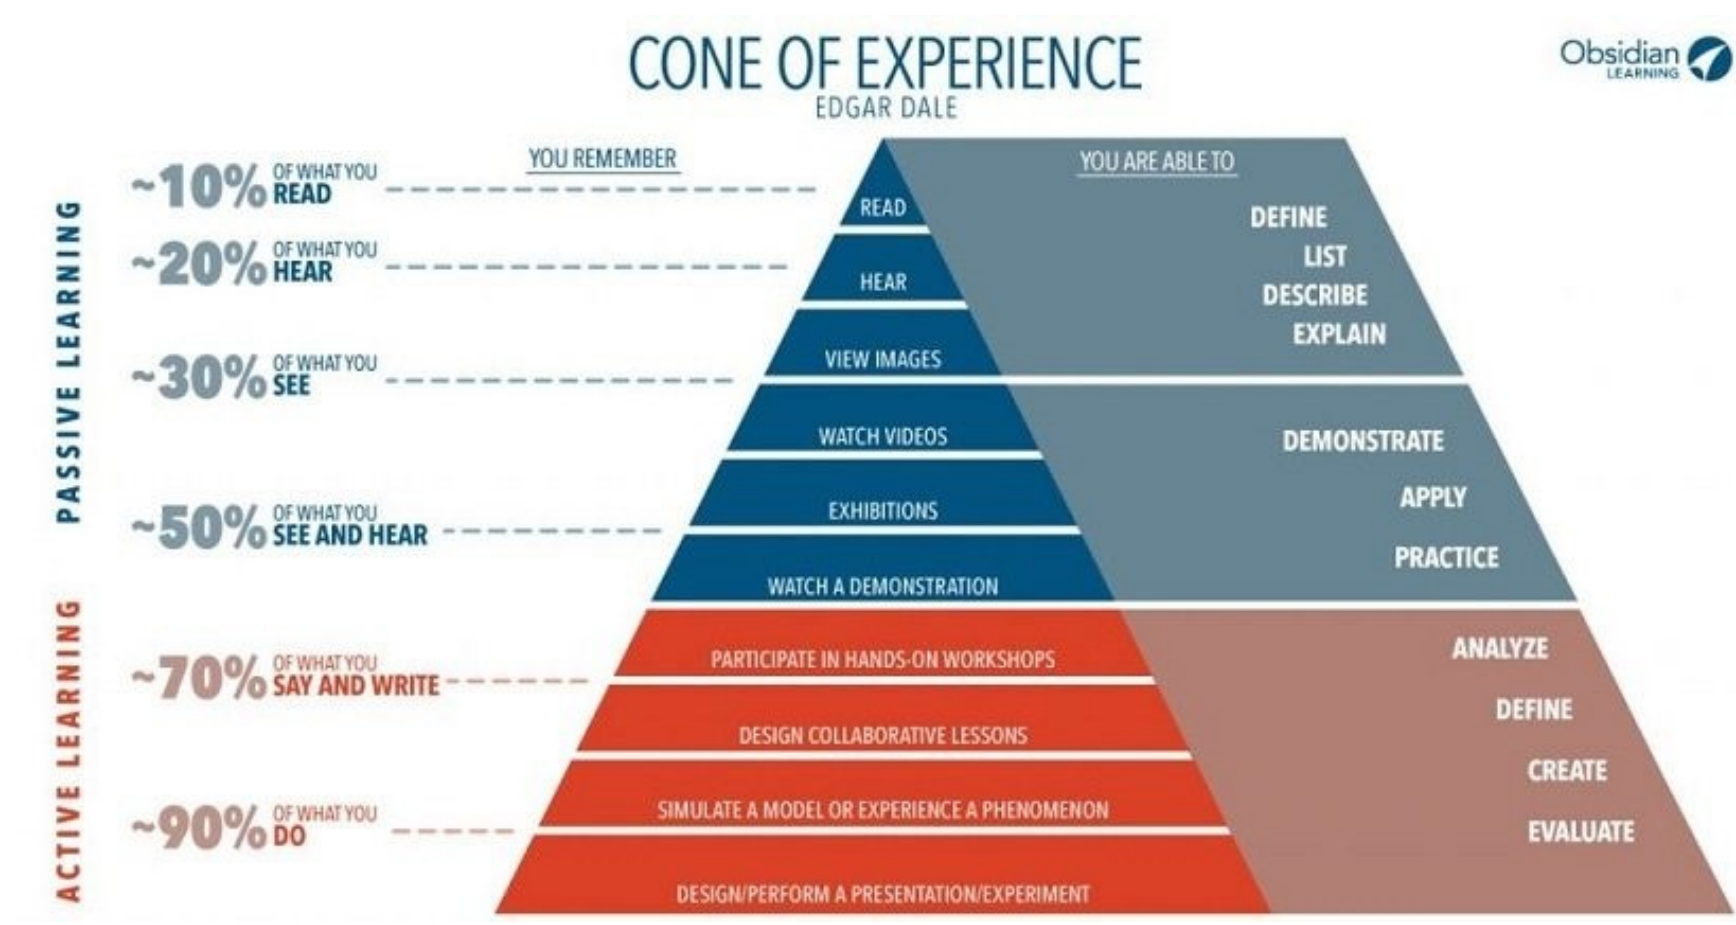 CONE OF EXPERIENCE
EDGAR DALE
Obsidian
LEARNING
PASSIVE LEARNING
ACTIVE LEARNING
YOU REMEMBER
~10% OF WHAT YOU
READ
~20% OF WHAT YOU
HEAR
~30% OF WHAT YOU
SEE
~50% OF WHAT YOU
SEE AND HEAR
~70% OF WHAT YOU
SAY AND WRITE
~90% OF WHAT YOU
DO
READ
HEAR
VIEW IMAGES
WATCH VIDEOS
EXHIBITIONS
WATCH A DEMONSTRATION
PARTICIPATE IN HANDS-ON WORKSHOPS
DESIGN COLLABORATIVE LESSONS
SIMULATE A MODEL OR EXPERIENCE A PHENOMENON
DESIGN/PERFORM A PRESENTATION/EXPERIMENT
YOU ARE ABLE TO
DEFINE
LIST
DESCRIBE
EXPLAIN
DEMONSTRATE
APPLY
PRACTICE
ANALYZE
DEFINE
CREATE
EVALUATE